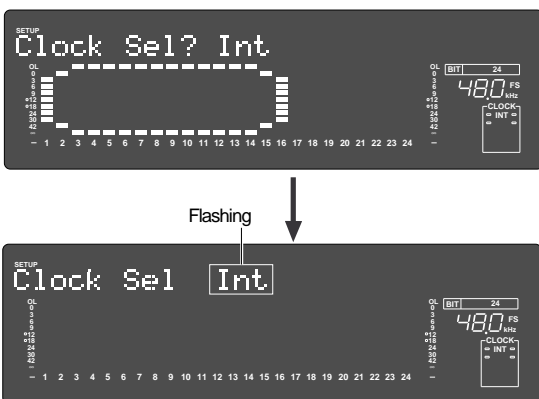 SETUP
Clock Sel? Int
OL
0
3
6
9
12
18
24
30
42
–
– 1 2 3 4 5 6 7 8 9 10 11 12 13 14 15 16 17 18 19 20 21 22 23 24 –
OL
0
3
6
9
12
18
24
30
42
–
BIT 24
48.0 FS
kHz
CLOCK
INT
Flashing
SETUP
Clock Sel Int
OL
0
3
6
9
12
18
24
30
42
–
– 1 2 3 4 5 6 7 8 9 10 11 12 13 14 15 16 17 18 19 20 21 22 23 24 –
OL
0
3
6
9
12
18
24
30
42
–
BIT 24
48.0 FS
kHz
CLOCK
INT